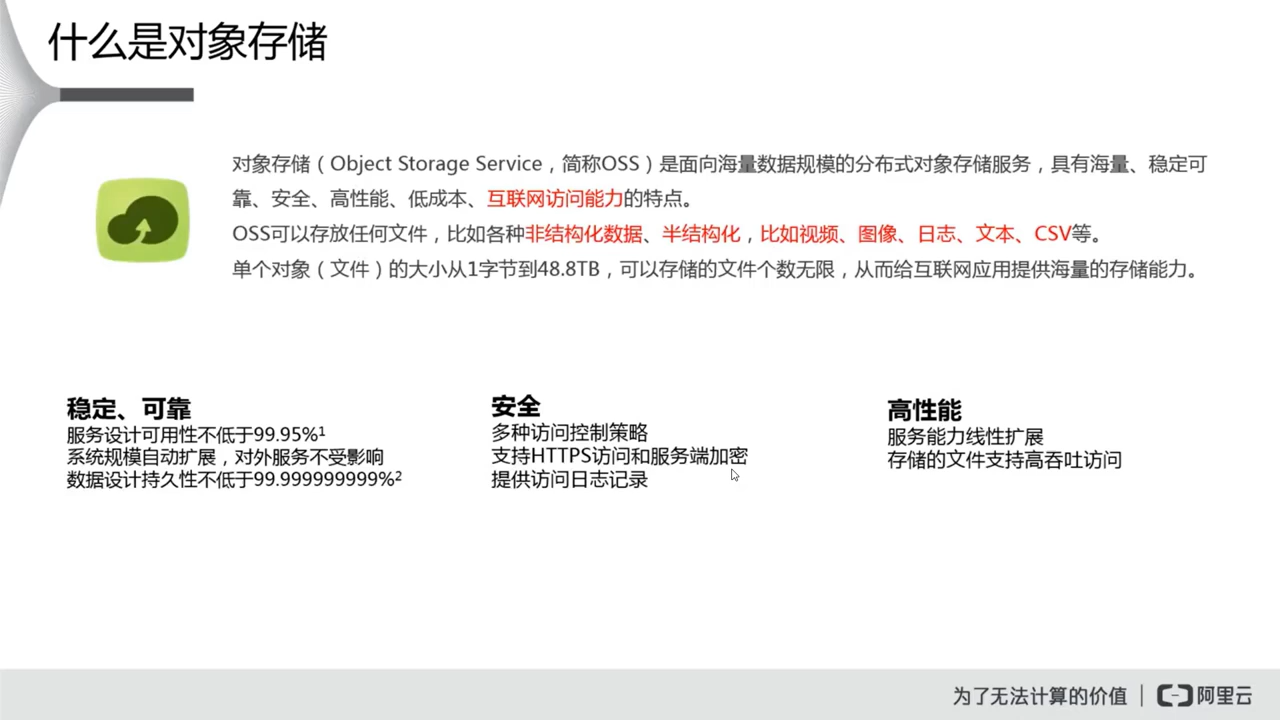 什么是对象存储
对象存储（Object Storage Service，简称OSS）是面向海量数据规模的分布式对象存储服务，具有海量、稳定可
靠、安全、高性能、低成本、互联网访问能力的特点。
OSS可以存放任何文件，比如各种非结构化数据、半结构化，比如视频、图像、日志、文本、CSV等。
单个对象（文件）的大小从1字节到48.8TB，可以存储的文件个数无限，从而给互联网应用提供海量的存储能力。
稳定、可靠
服务设计可用性不低于99.95%¹
系统规模自动扩展，对外服务不受影响
数据设计持久性不低于99.999999999%²
安全
多种访问控制策略
支持HTTPS访问和服务端加密
提供访问日志记录
高性能
服务能力线性扩展
存储的文件支持高吞吐访问
为了无法计算的价值 | 阿里云